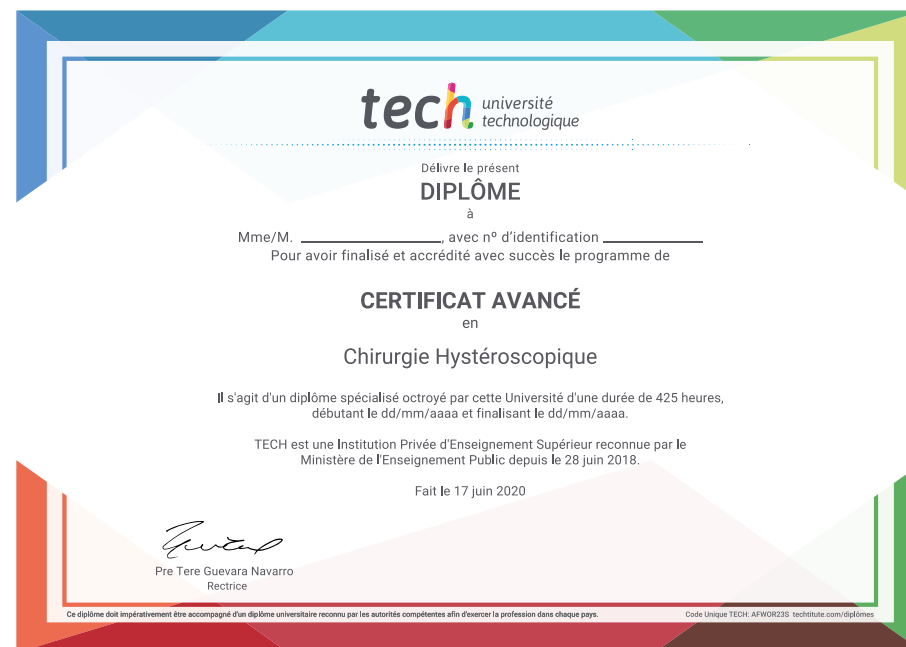 tech université
technologique
Délivre le présent
DIPLÔME
à
Mme/M. ____________________, avec nº d'identification ______________
Pour avoir finalisé et accrédité avec succès le programme de
CERTIFICAT AVANCÉ
en
Chirurgie Hystéroscopique
Il s'agit d'un diplôme spécialisé octroyé par cette Université d'une durée de 425 heures,
débutant le dd/mm/aaaa et finalisant le dd/mm/aaaa.
TECH est une Institution Privée d'Enseignement Supérieur reconnue par le
Ministère de l'Enseignement Public depuis le 28 juin 2018.
Fait le 17 juin 2020
Pre Tere Guevara Navarro
Rectrice
Ce diplôme doit impérativement être accompagné d'un diplôme universitaire reconnu par les autorités compétentes afin d'exercer la profession dans chaque pays.
Code Unique TECH: AFWOR23S techtitute.com/diplômes